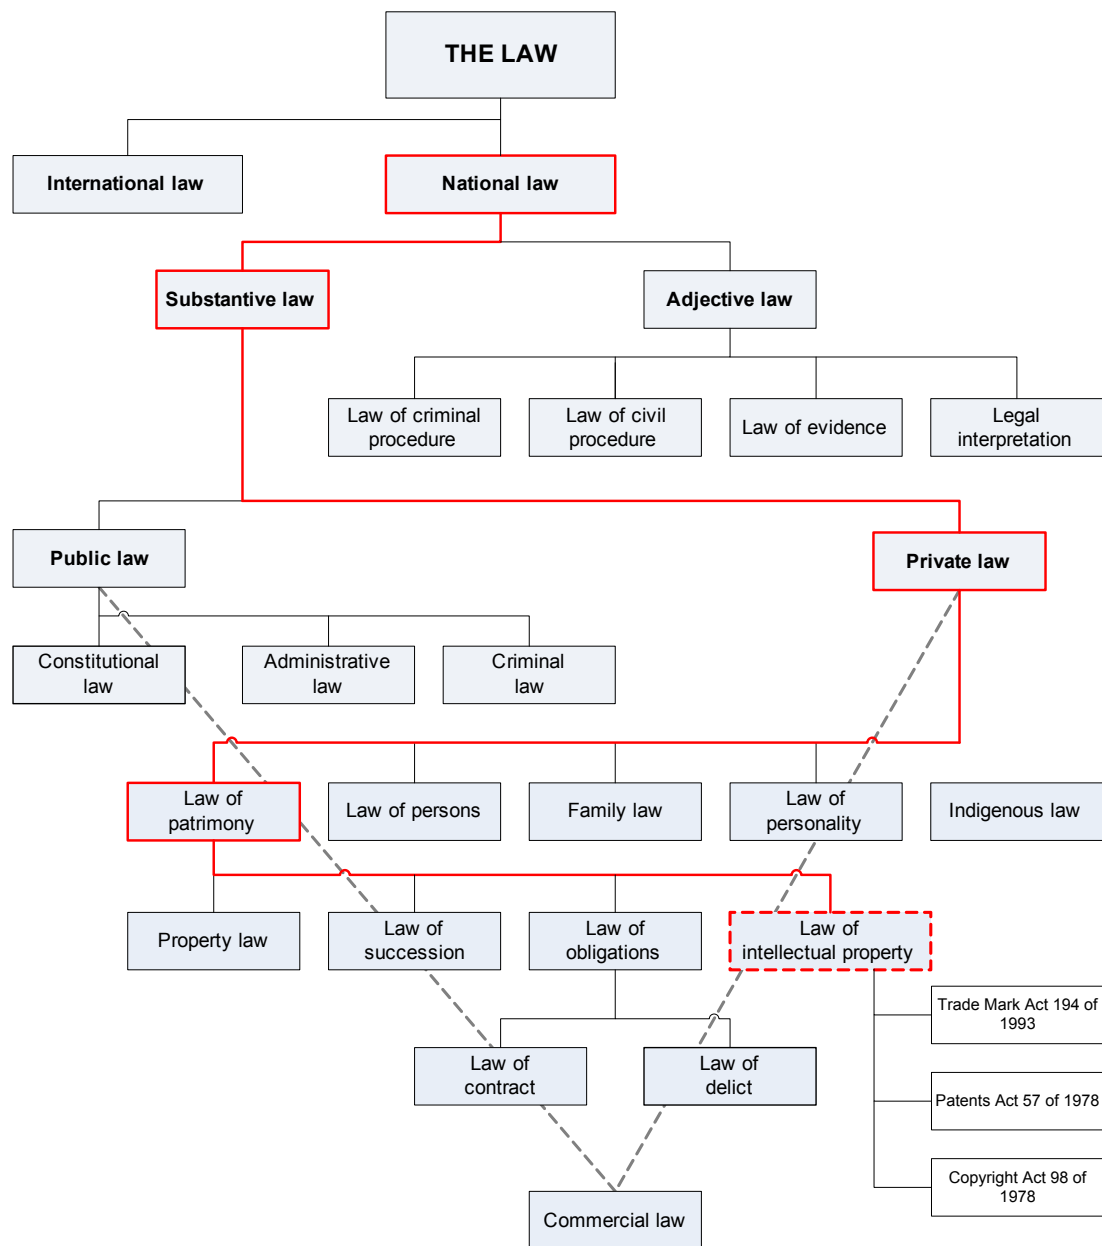 THE LAW
International law
National law
Substantive law
Adjective law
Law of criminal
procedure
Law of civil
procedure
Law of evidence
Legal
interpretation
Public law
Private law
Constitutional
law
Administrative
law
Criminal
law
Law of
patrimony
Law of persons
Family law
Law of
personality
Indigenous law
Property law
Law of
succession
Law of
obligations
Law of
intellectual property
Trade Mark Act 194 of
1993
Law of
contract
Law of
delict
Patents Act 57 of 1978
Copyright Act 98 of
1978
Commercial law